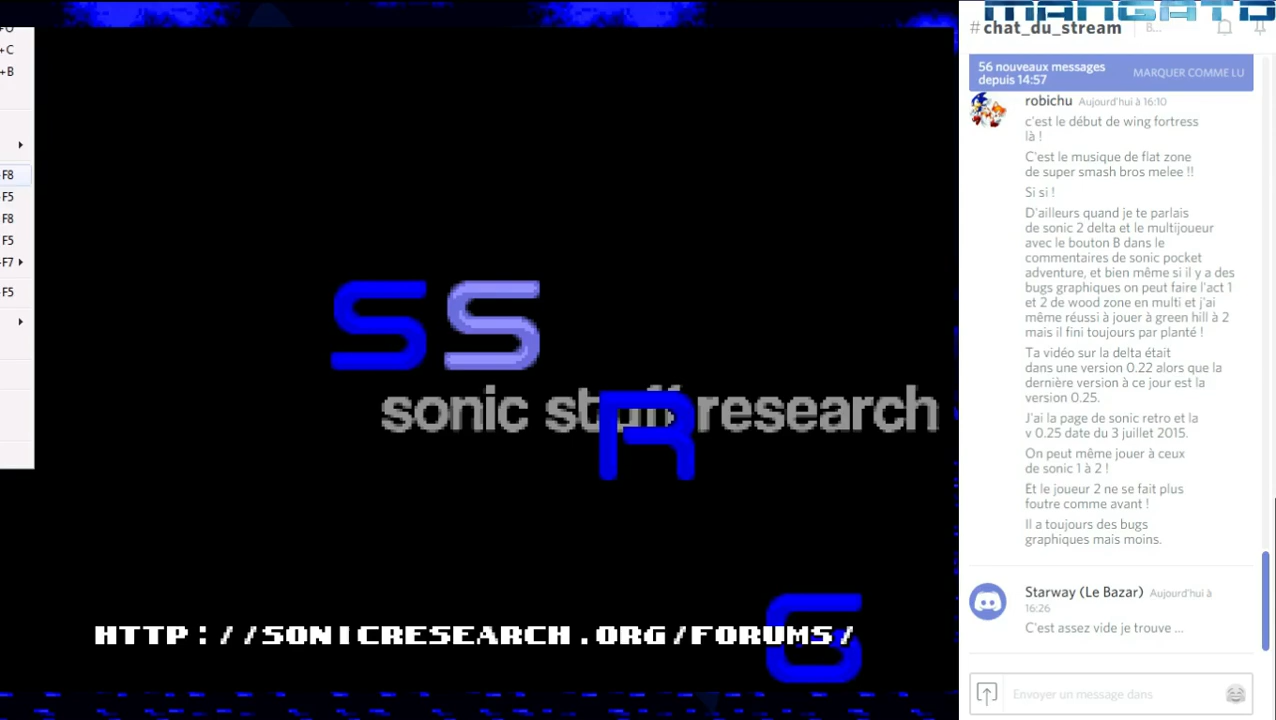 +C
+B
F8
F5
F8
F5
F7
F5
S S R G
sonic stuff research
HTTP://SONICRESEARCH.ORG/FORUMS/
MANGATD
#chat_du_stream
B...
56 nouveaux messages
depuis 14:57
MARQUER COMME LU
robichu Aujourd'hui à 16:10
c'est le début de wing fortress
là !
C'est le musique de flat zone
de super smash bros melee !!
Si si !
D'ailleurs quand je te parlais
de sonic 2 delta et le multijoueur
avec le bouton B dans le
commentaires de sonic pocket
adventure, et bien même si il y a des
bugs graphiques on peut faire l'act 1
et 2 de wood zone en multi et j'ai
même réussi à jouer à green hill à 2
mais il fini toujours par planté !
Ta vidéo sur la delta était
dans une version 0.22 alors que la
dernière version à ce jour est la
version 0.25.
J'ai la page de sonic retro et la
v 0.25 date du 3 juillet 2015.
On peut même jouer à ceux
de sonic 1 à 2 !
Et le joueur 2 ne se fait plus
foutre comme avant !
Il a toujours des bugs
graphiques mais moins.
Starway (Le Bazar) Aujourd'hui à
16:26
C'est assez vide je trouve ...
Envoyer un message dans